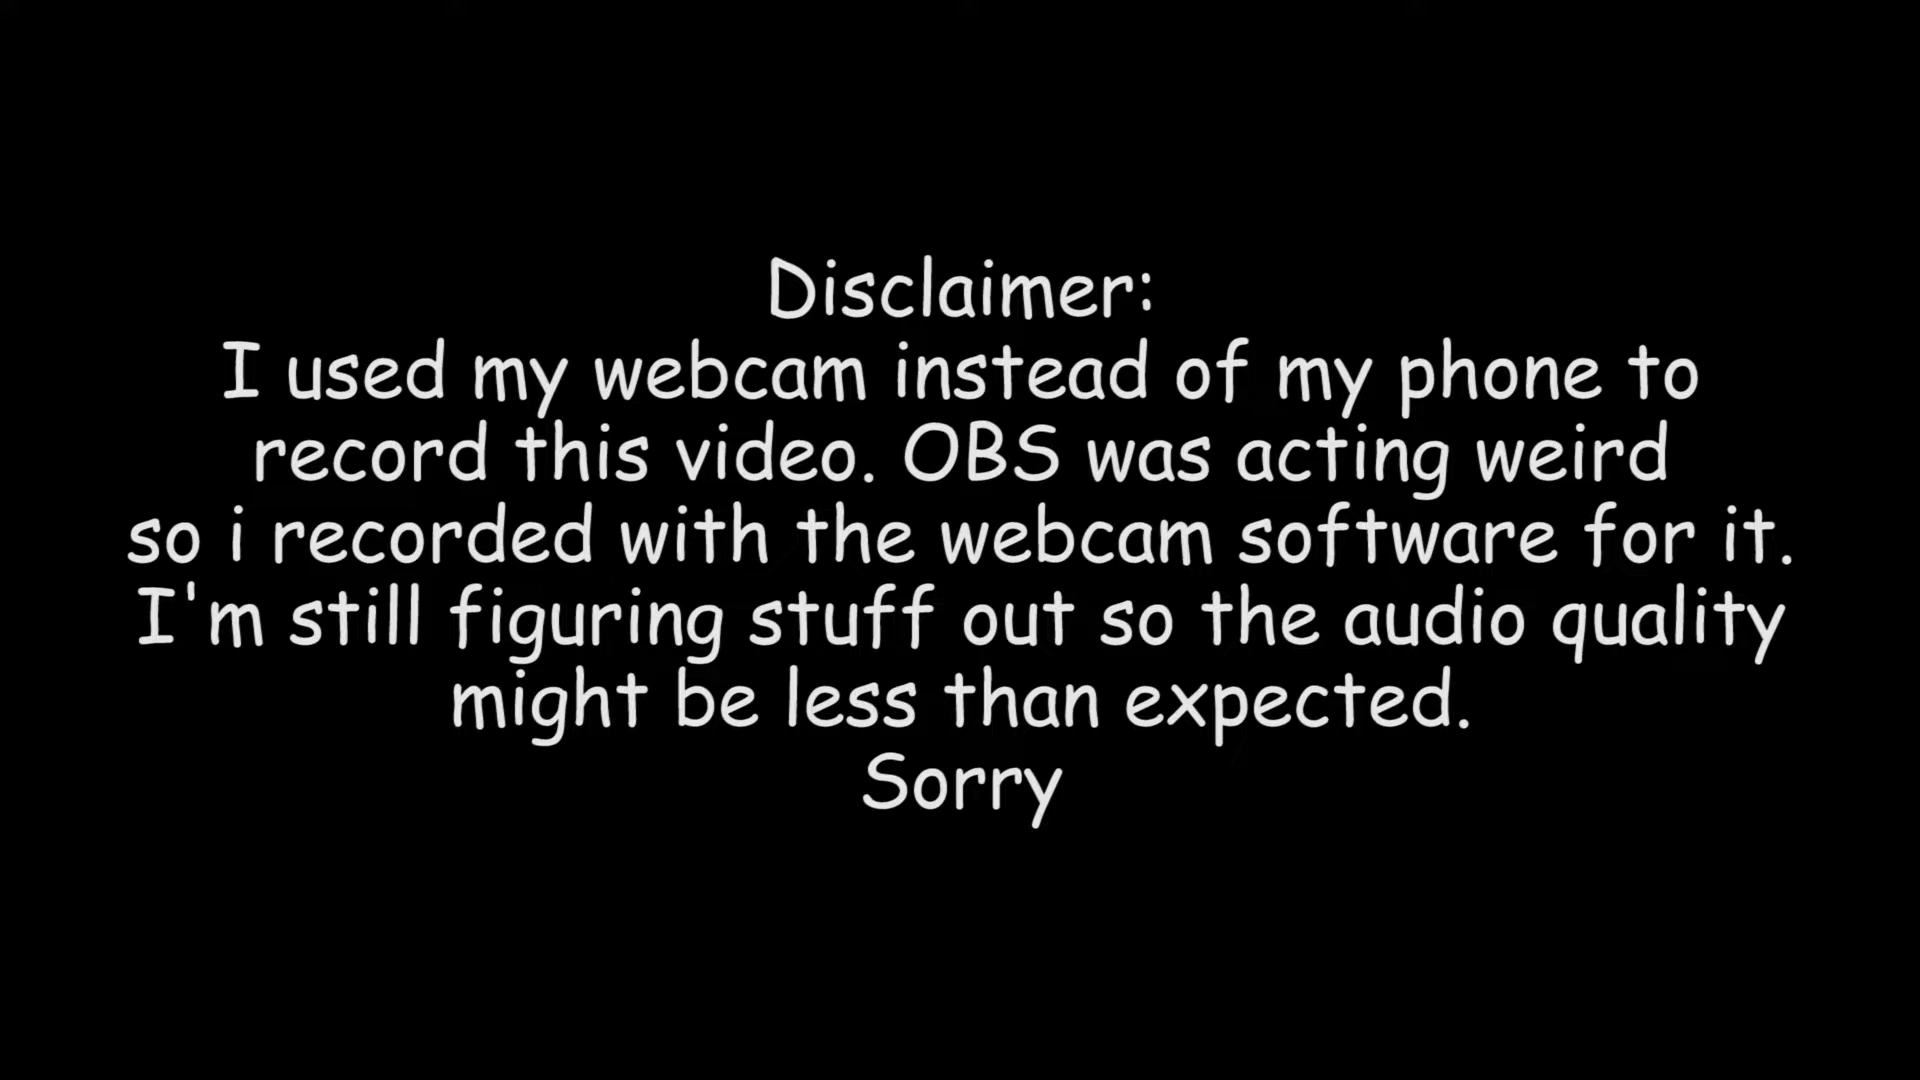 Disclaimer:
I used my webcam instead of my phone to
record this video. OBS was acting weird
so i recorded with the webcam software for it.
I'm still figuring stuff out so the audio quality
might be less than expected.
Sorry